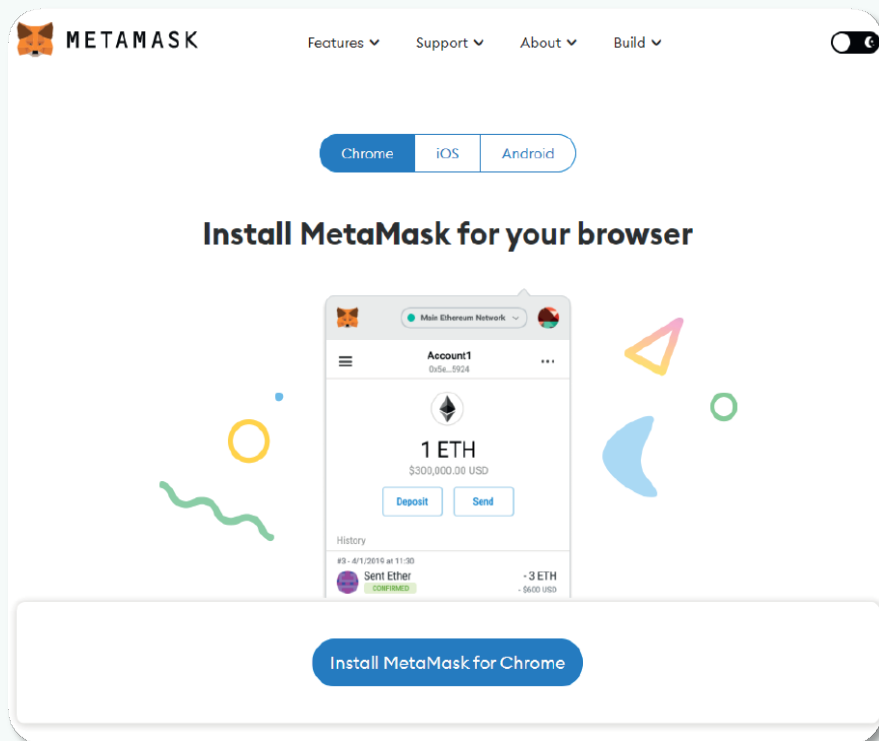 METAMASK
Features Support About Build
Chrome iOS Android
Install MetaMask for your browser
Main Ethereum Network
Account1
0x5e...5924
1 ETH
$300,000.00 USD
Deposit Send
History
#3 - 4/1/2019 at 11:30
Sent Ether - 3 ETH
CONFIRMED - $600 USD
Install MetaMask for Chrome